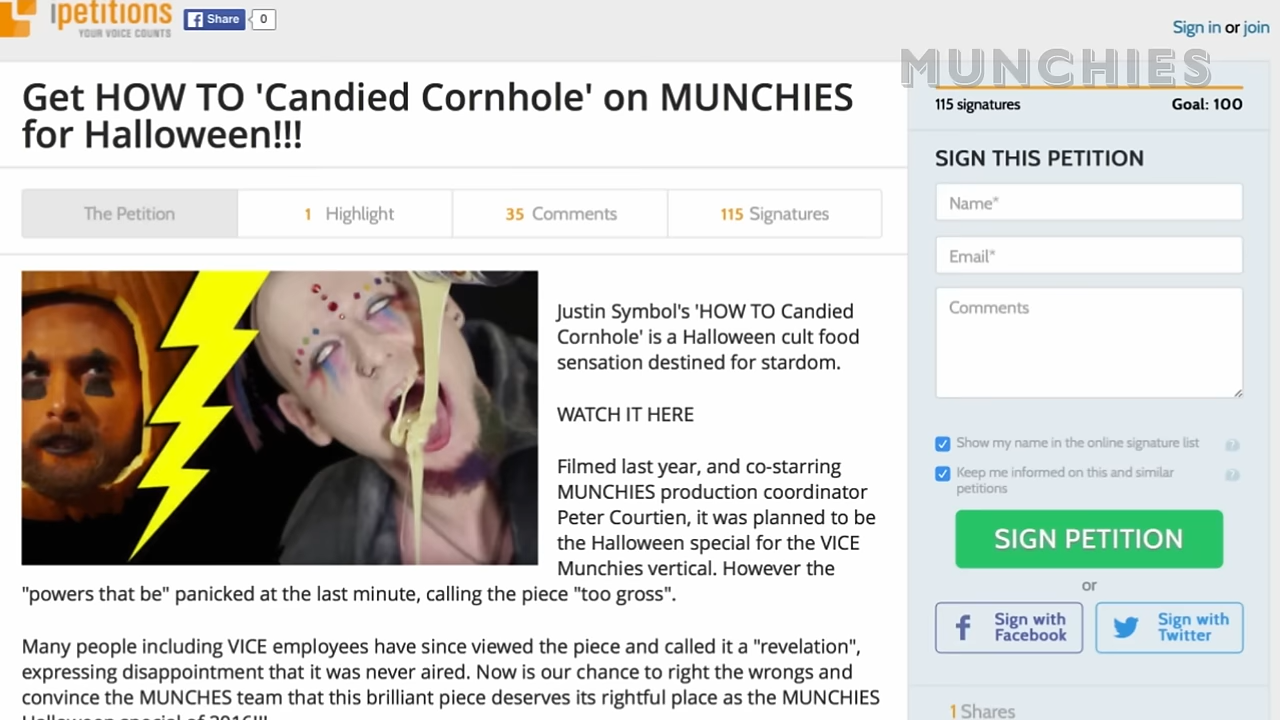 ipetitions
YOUR VOICE COUNTS
Share
0
Sign in or join
MUNCHIES
Get HOW TO 'Candied Cornhole' on MUNCHIES
for Halloween!!!
115 signatures
Goal: 100
The Petition
1 Highlight
35 Comments
115 Signatures
Justin Symbol's 'HOW TO Candied
Cornhole' is a Halloween cult food
sensation destined for stardom.
WATCH IT HERE
Filmed last year, and co-starring
MUNCHIES production coordinator
Peter Courtien, it was planned to be
the Halloween special for the VICE
Munchies vertical. However the
"powers that be" panicked at the last minute, calling the piece "too gross".
Many people including VICE employees have since viewed the piece and called it a "revelation",
expressing disappointment that it was never aired. Now is our chance to right the wrongs and
convince the MUNCHES team that this brilliant piece deserves its rightful place as the MUNCHIES
Halloween special of 2016!!!
SIGN THIS PETITION
Name*
Email*
Comments
Show my name in the online signature list
?
Keep me informed on this and similar
petitions
?
SIGN PETITION
or
Sign with
Facebook
Sign with
Twitter
1 Shares